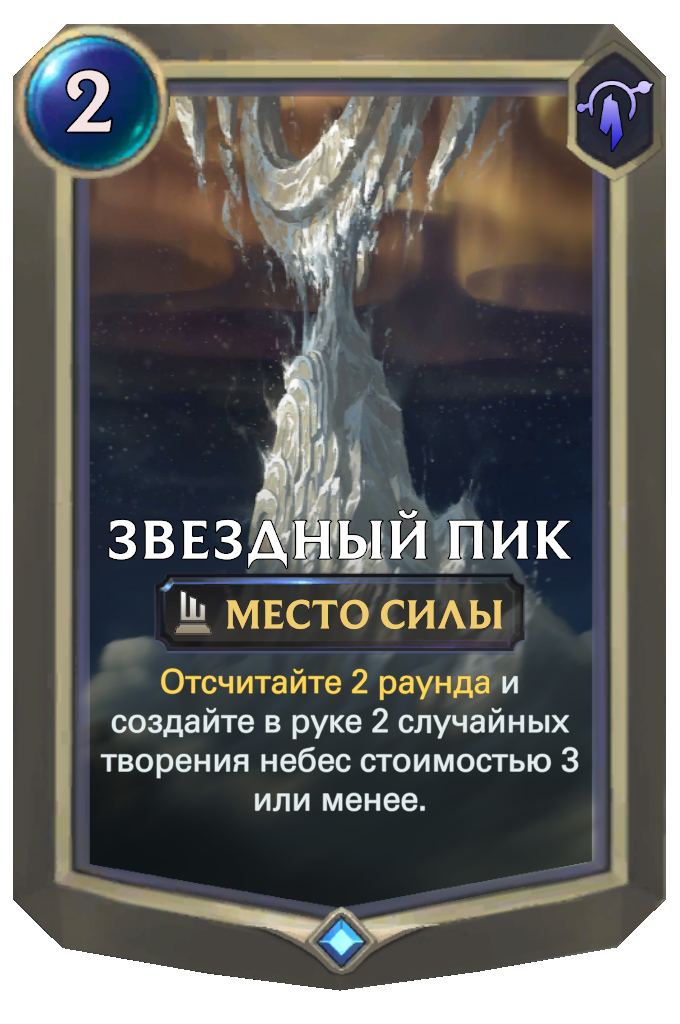 2
ЗВЕЗДНЫЙ ПИК
МЕСТО СИЛЫ
Отсчитайте 2 раунда и
создайте в руке 2 случайных
творения небес стоимостью 3
или менее.